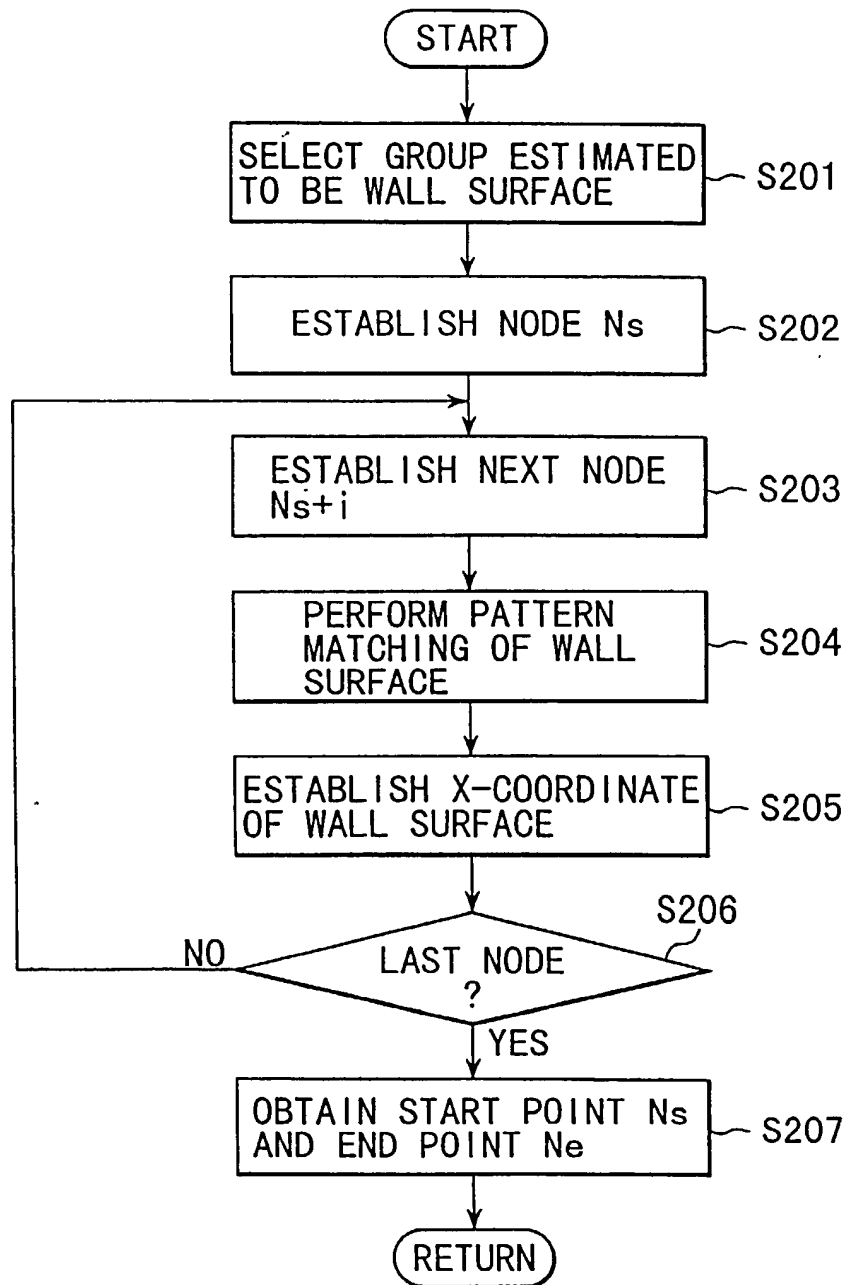 START
SELECT GROUP ESTIMATED
TO BE WALL SURFACE
S201
ESTABLISH NODE Ns
S202
ESTABLISH NEXT NODE
Ns+i
S203
PERFORM PATTERN
MATCHING OF WALL
SURFACE
S204
ESTABLISH X-COORDINATE
OF WALL SURFACE
S205
S206
NO
LAST NODE
?
YES
OBTAIN START POINT Ns
AND END POINT Ne
S207
RETURN